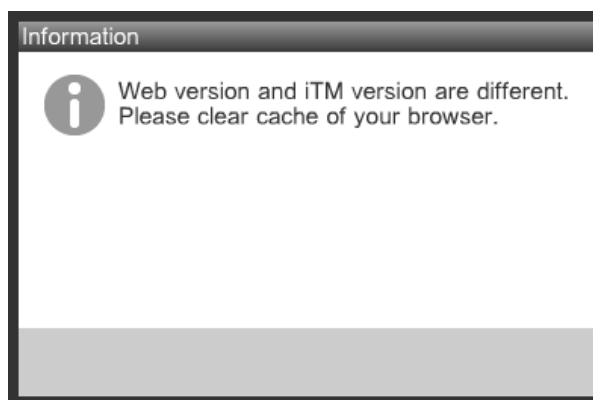 Information
Web version and iTM version are different.
Please clear cache of your browser.